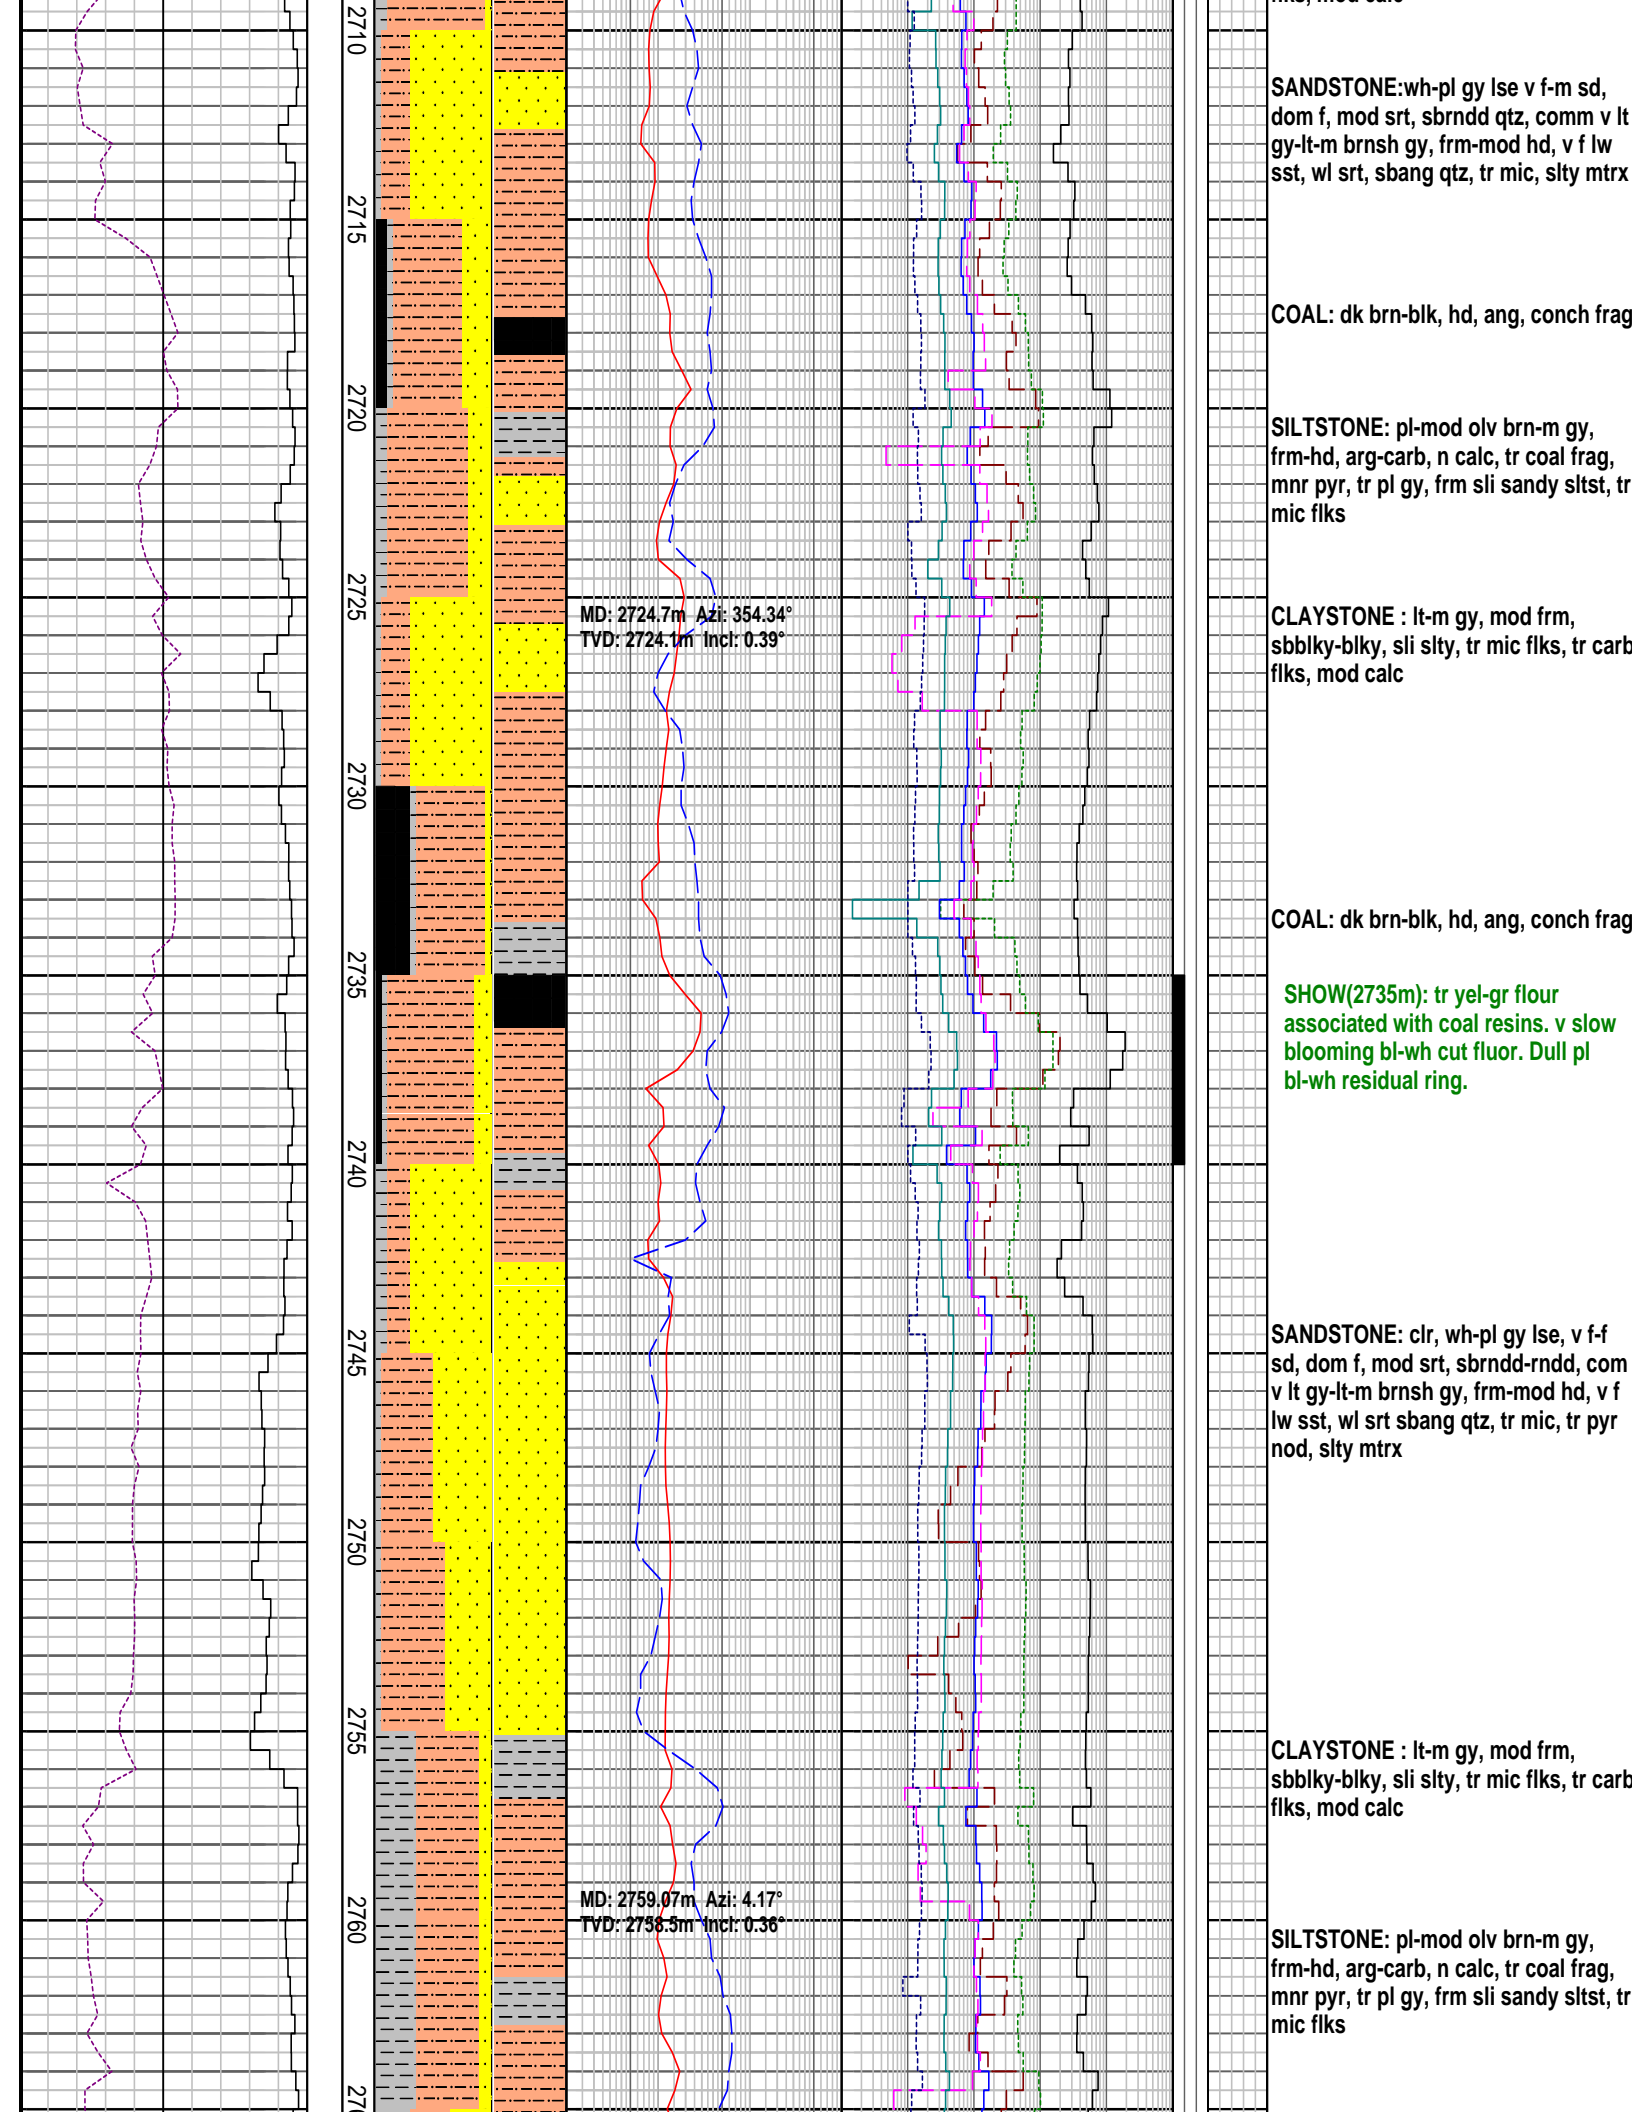 2710
SANDSTONE:wh-pl gy lse v f-m sd,
dom f, mod srt, sbrndd qtz, comm v lt
gy-lt-m brnsh gy, frm-mod hd, v f lw
sst, wl srt, sbang qtz, tr mic, slty mtrx
2715
COAL: dk brn-blk, hd, ang, conch frag
2720
SILTSTONE: pl-mod olv brn-m gy,
frm-hd, arg-carb, n calc, tr coal frag,
mnr pyr, tr pl gy, frm sli sandy sltst, tr
mic flks
2725
MD: 2724.7m Azi: 354.34°
TVD: 2724.1m Incl: 0.39°
CLAYSTONE : lt-m gy, mod frm,
sbblky-blky, sli slty, tr mic flks, tr carb
flks, mod calc
2730
COAL: dk brn-blk, hd, ang, conch frag
2735
SHOW(2735m): tr yel-gr flour
associated with coal resins. v slow
blooming bl-wh cut fluor. Dull pl
bl-wh residual ring.
2740
2745
SANDSTONE: clr, wh-pl gy lse, v f-f
sd, dom f, mod srt, sbrndd-rndd, com
v lt gy-lt-m brnsh gy, frm-mod hd, v f
lw sst, wl srt sbang qtz, tr mic, tr pyr
nod, slty mtrx
2750
2755
CLAYSTONE : lt-m gy, mod frm,
sbblky-blky, sli slty, tr mic flks, tr carb
flks, mod calc
MD: 2759.07m Azi: 4.17°
TVD: 2758.5m Incl: 0.36°
2760
SILTSTONE: pl-mod olv brn-m gy,
frm-hd, arg-carb, n calc, tr coal frag,
mnr pyr, tr pl gy, frm sli sandy sltst, tr
mic flks